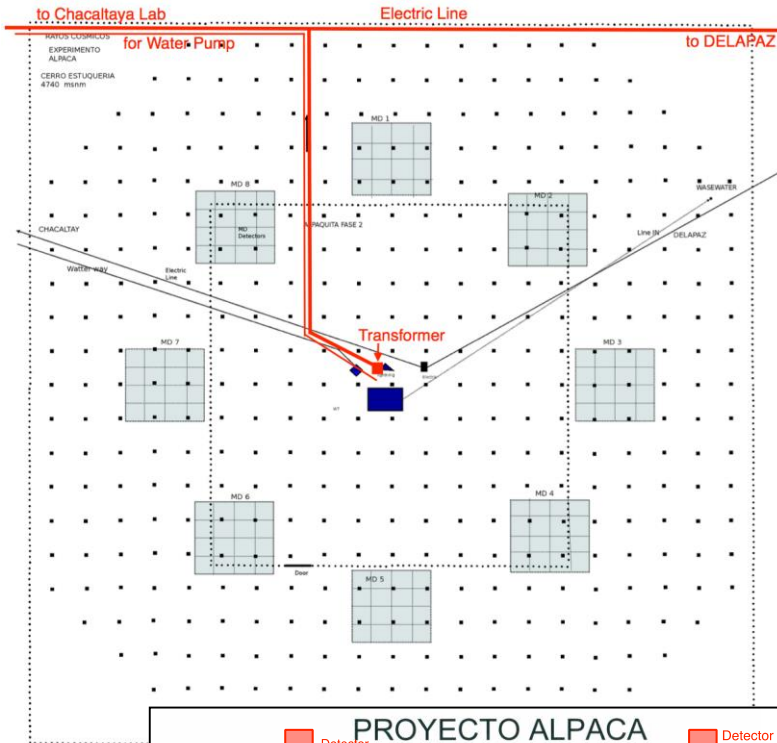 to Chacaltaya Lab
Electric Line
for Water Pump
to DELAPAZ
RAYOS COSMICOS
EXPERIMENTO
ALPACA
CERRO ESTUQUERIA
4740 msnm
MD 1
MD 8
MD 2
WASEWATER
MD
Detectors
ALPAQUITA FASE 2
CHACALTAY
Line IN
DELAPAZ
Watter way
Electric
Line
Transformer
MD 7
MD 3
MD 6
MD 4
Door
MD 5
PROYECTO ALPACA
Detector
Detector